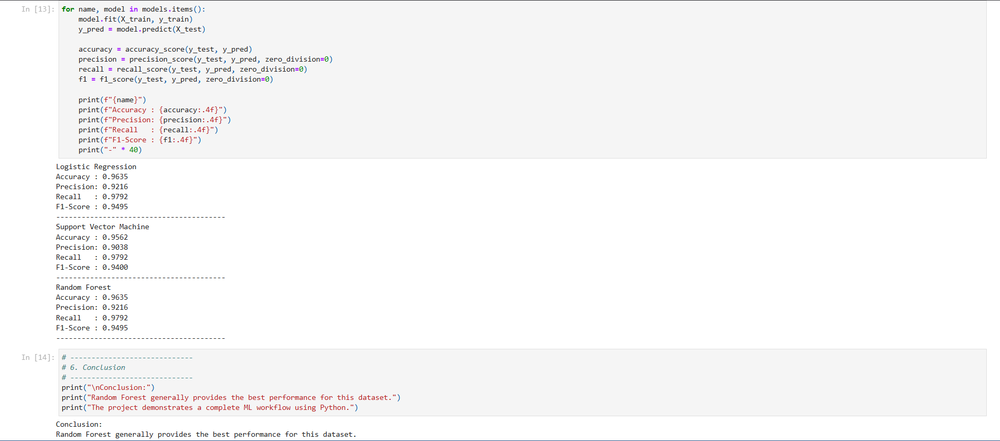 In [13]: for name, model in models.items():
    model.fit(X_train, y_train)
    y_pred = model.predict(X_test)

    accuracy = accuracy_score(y_test, y_pred)
    precision = precision_score(y_test, y_pred, zero_division=0)
    recall = recall_score(y_test, y_pred, zero_division=0)
    f1 = f1_score(y_test, y_pred, zero_division=0)

    print(f"{name}")
    print(f"Accuracy : {accuracy:.4f}")
    print(f"Precision: {precision:.4f}")
    print(f"Recall   : {recall:.4f}")
    print(f"F1-Score : {f1:.4f}")
    print("-" * 40)
Logistic Regression
Accuracy : 0.9635
Precision: 0.9216
Recall   : 0.9792
F1-Score : 0.9495
----------------------------------------
Support Vector Machine
Accuracy : 0.9562
Precision: 0.9038
Recall   : 0.9792
F1-Score : 0.9400
----------------------------------------
Random Forest
Accuracy : 0.9635
Precision: 0.9216
Recall   : 0.9792
F1-Score : 0.9495
----------------------------------------
In [14]: # -----------------------------
# 6. Conclusion
# -----------------------------
print("\nConclusion:")
print("Random Forest generally provides the best performance for this dataset.")
print("The project demonstrates a complete ML workflow using Python.")
Conclusion:
Random Forest generally provides the best performance for this dataset.